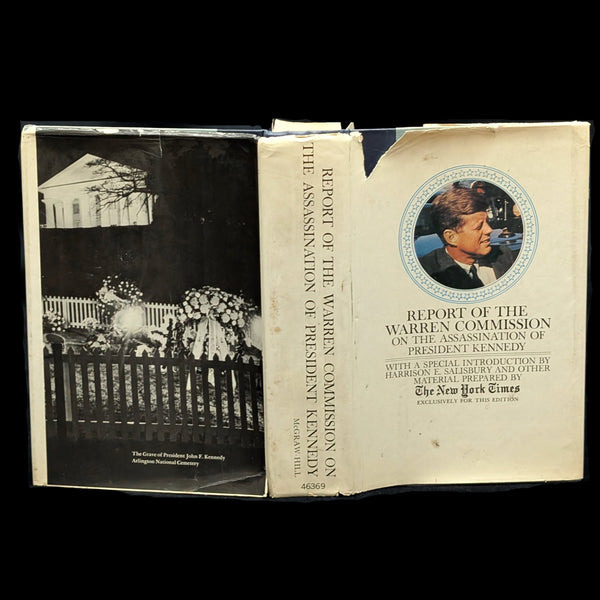 The Grave of President John F. Kennedy
Arlington National Cemetery
REPORT OF THE WARREN COMMISSION ON
THE ASSASSINATION OF PRESIDENT KENNEDY
McGRAW-HILL
46369
REPORT OF THE
WARREN COMMISSION
ON THE ASSASSINATION OF
PRESIDENT KENNEDY
WITH A SPECIAL INTRODUCTION BY
HARRISON E. SALISBURY AND OTHER
MATERIAL PREPARED BY
The New York Times
EXCLUSIVELY FOR THIS EDITION